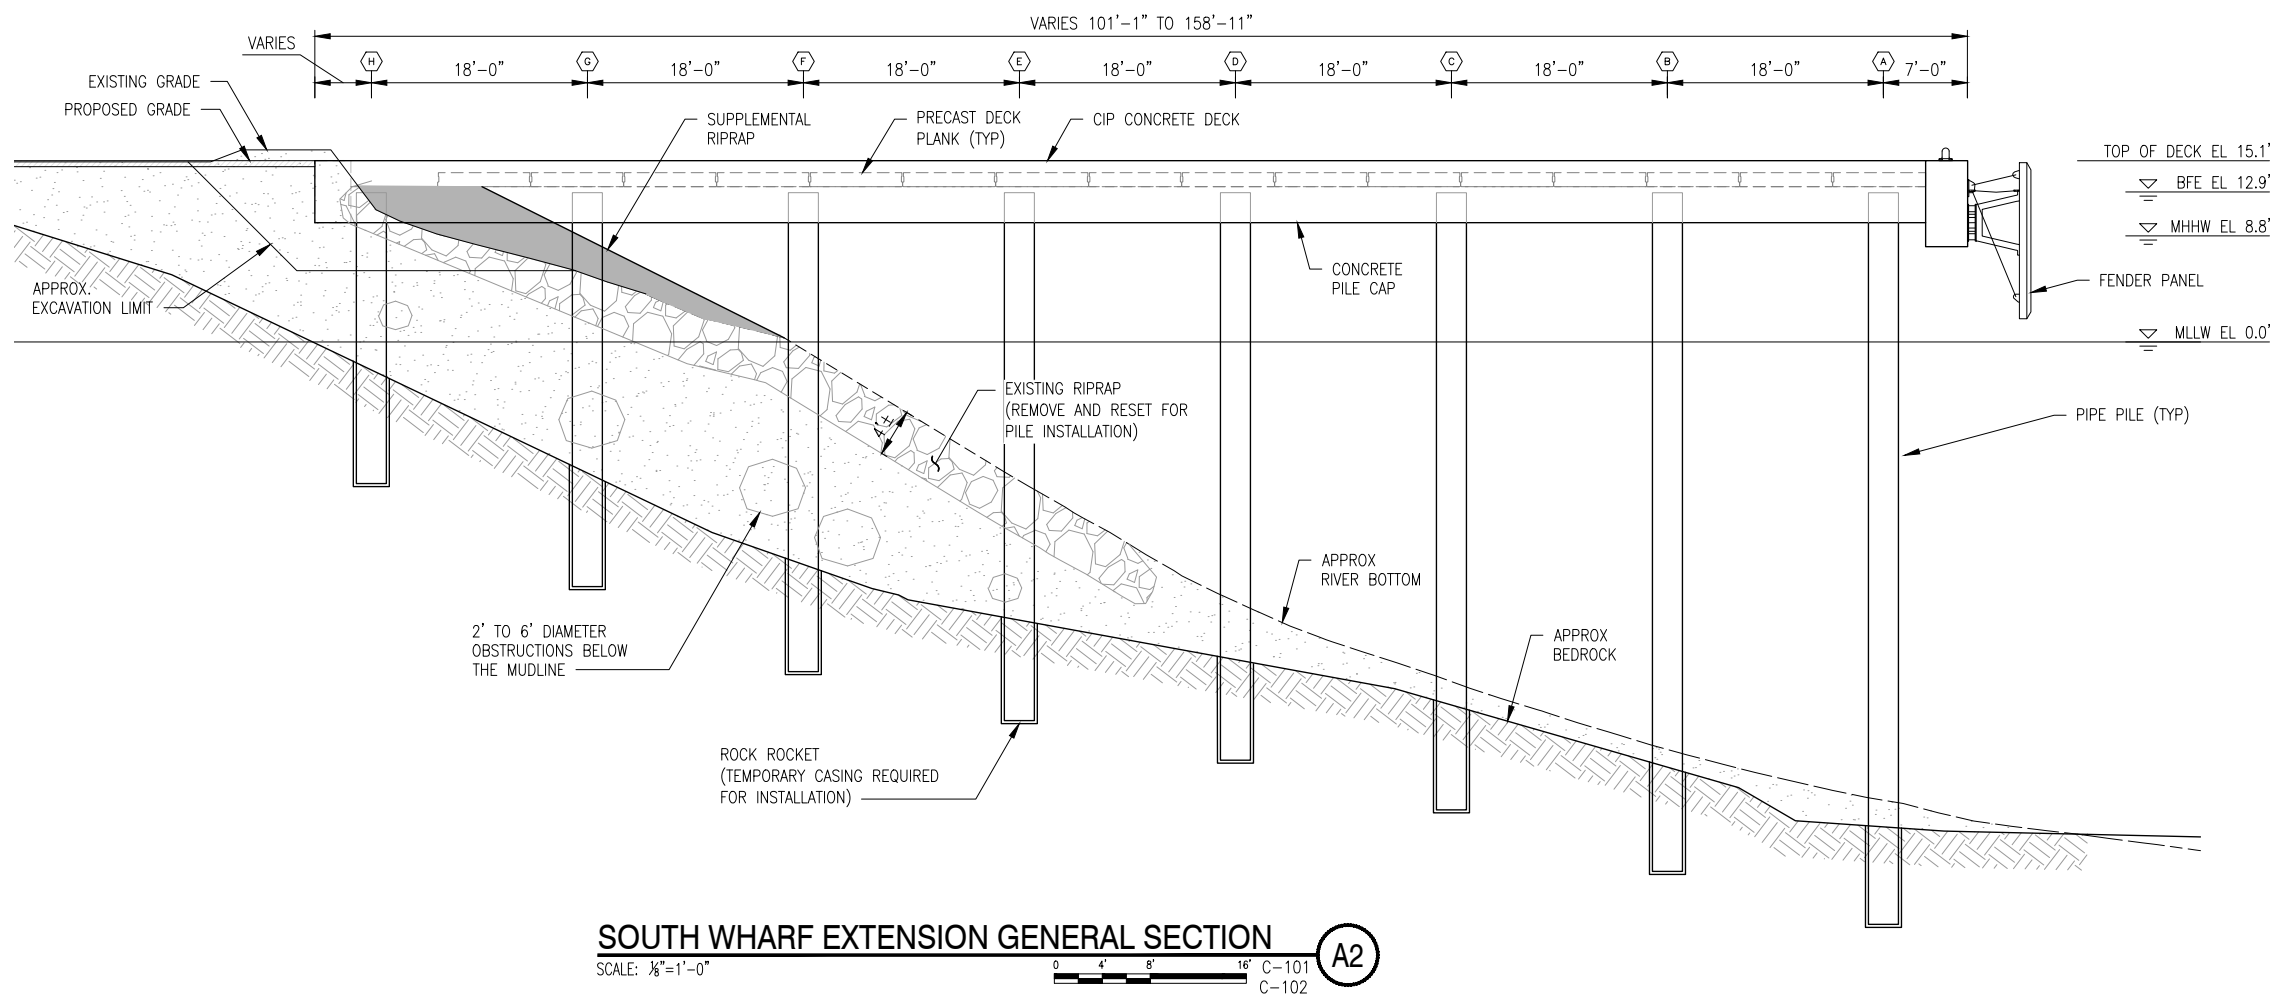 VARIES 101'-1" TO 158'-11"
VARIES
H
18'-0"
G
18'-0"
F
18'-0"
E
18'-0"
D
18'-0"
C
18'-0"
B
18'-0"
A
7'-0"
EXISTING GRADE
PROPOSED GRADE
SUPPLEMENTAL
RIPRAP
PRECAST DECK
PLANK (TYP)
CIP CONCRETE DECK
TOP OF DECK EL 15.1'
BFE EL 12.9'
MHHW EL 8.8'
FENDER PANEL
MLLW EL 0.0'
APPROX.
EXCAVATION LIMIT
CONCRETE
PILE CAP
EXISTING RIPRAP
(REMOVE AND RESET FOR
PILE INSTALLATION)
4'±
PIPE PILE (TYP)
APPROX
RIVER BOTTOM
2' TO 6' DIAMETER
OBSTRUCTIONS BELOW
THE MUDLINE
APPROX
BEDROCK
ROCK ROCKET
(TEMPORARY CASING REQUIRED
FOR INSTALLATION)
SOUTH WHARF EXTENSION GENERAL SECTION
A2
SCALE: ⅛"=1'-0"
0 4' 8' 16'
C-101
C-102